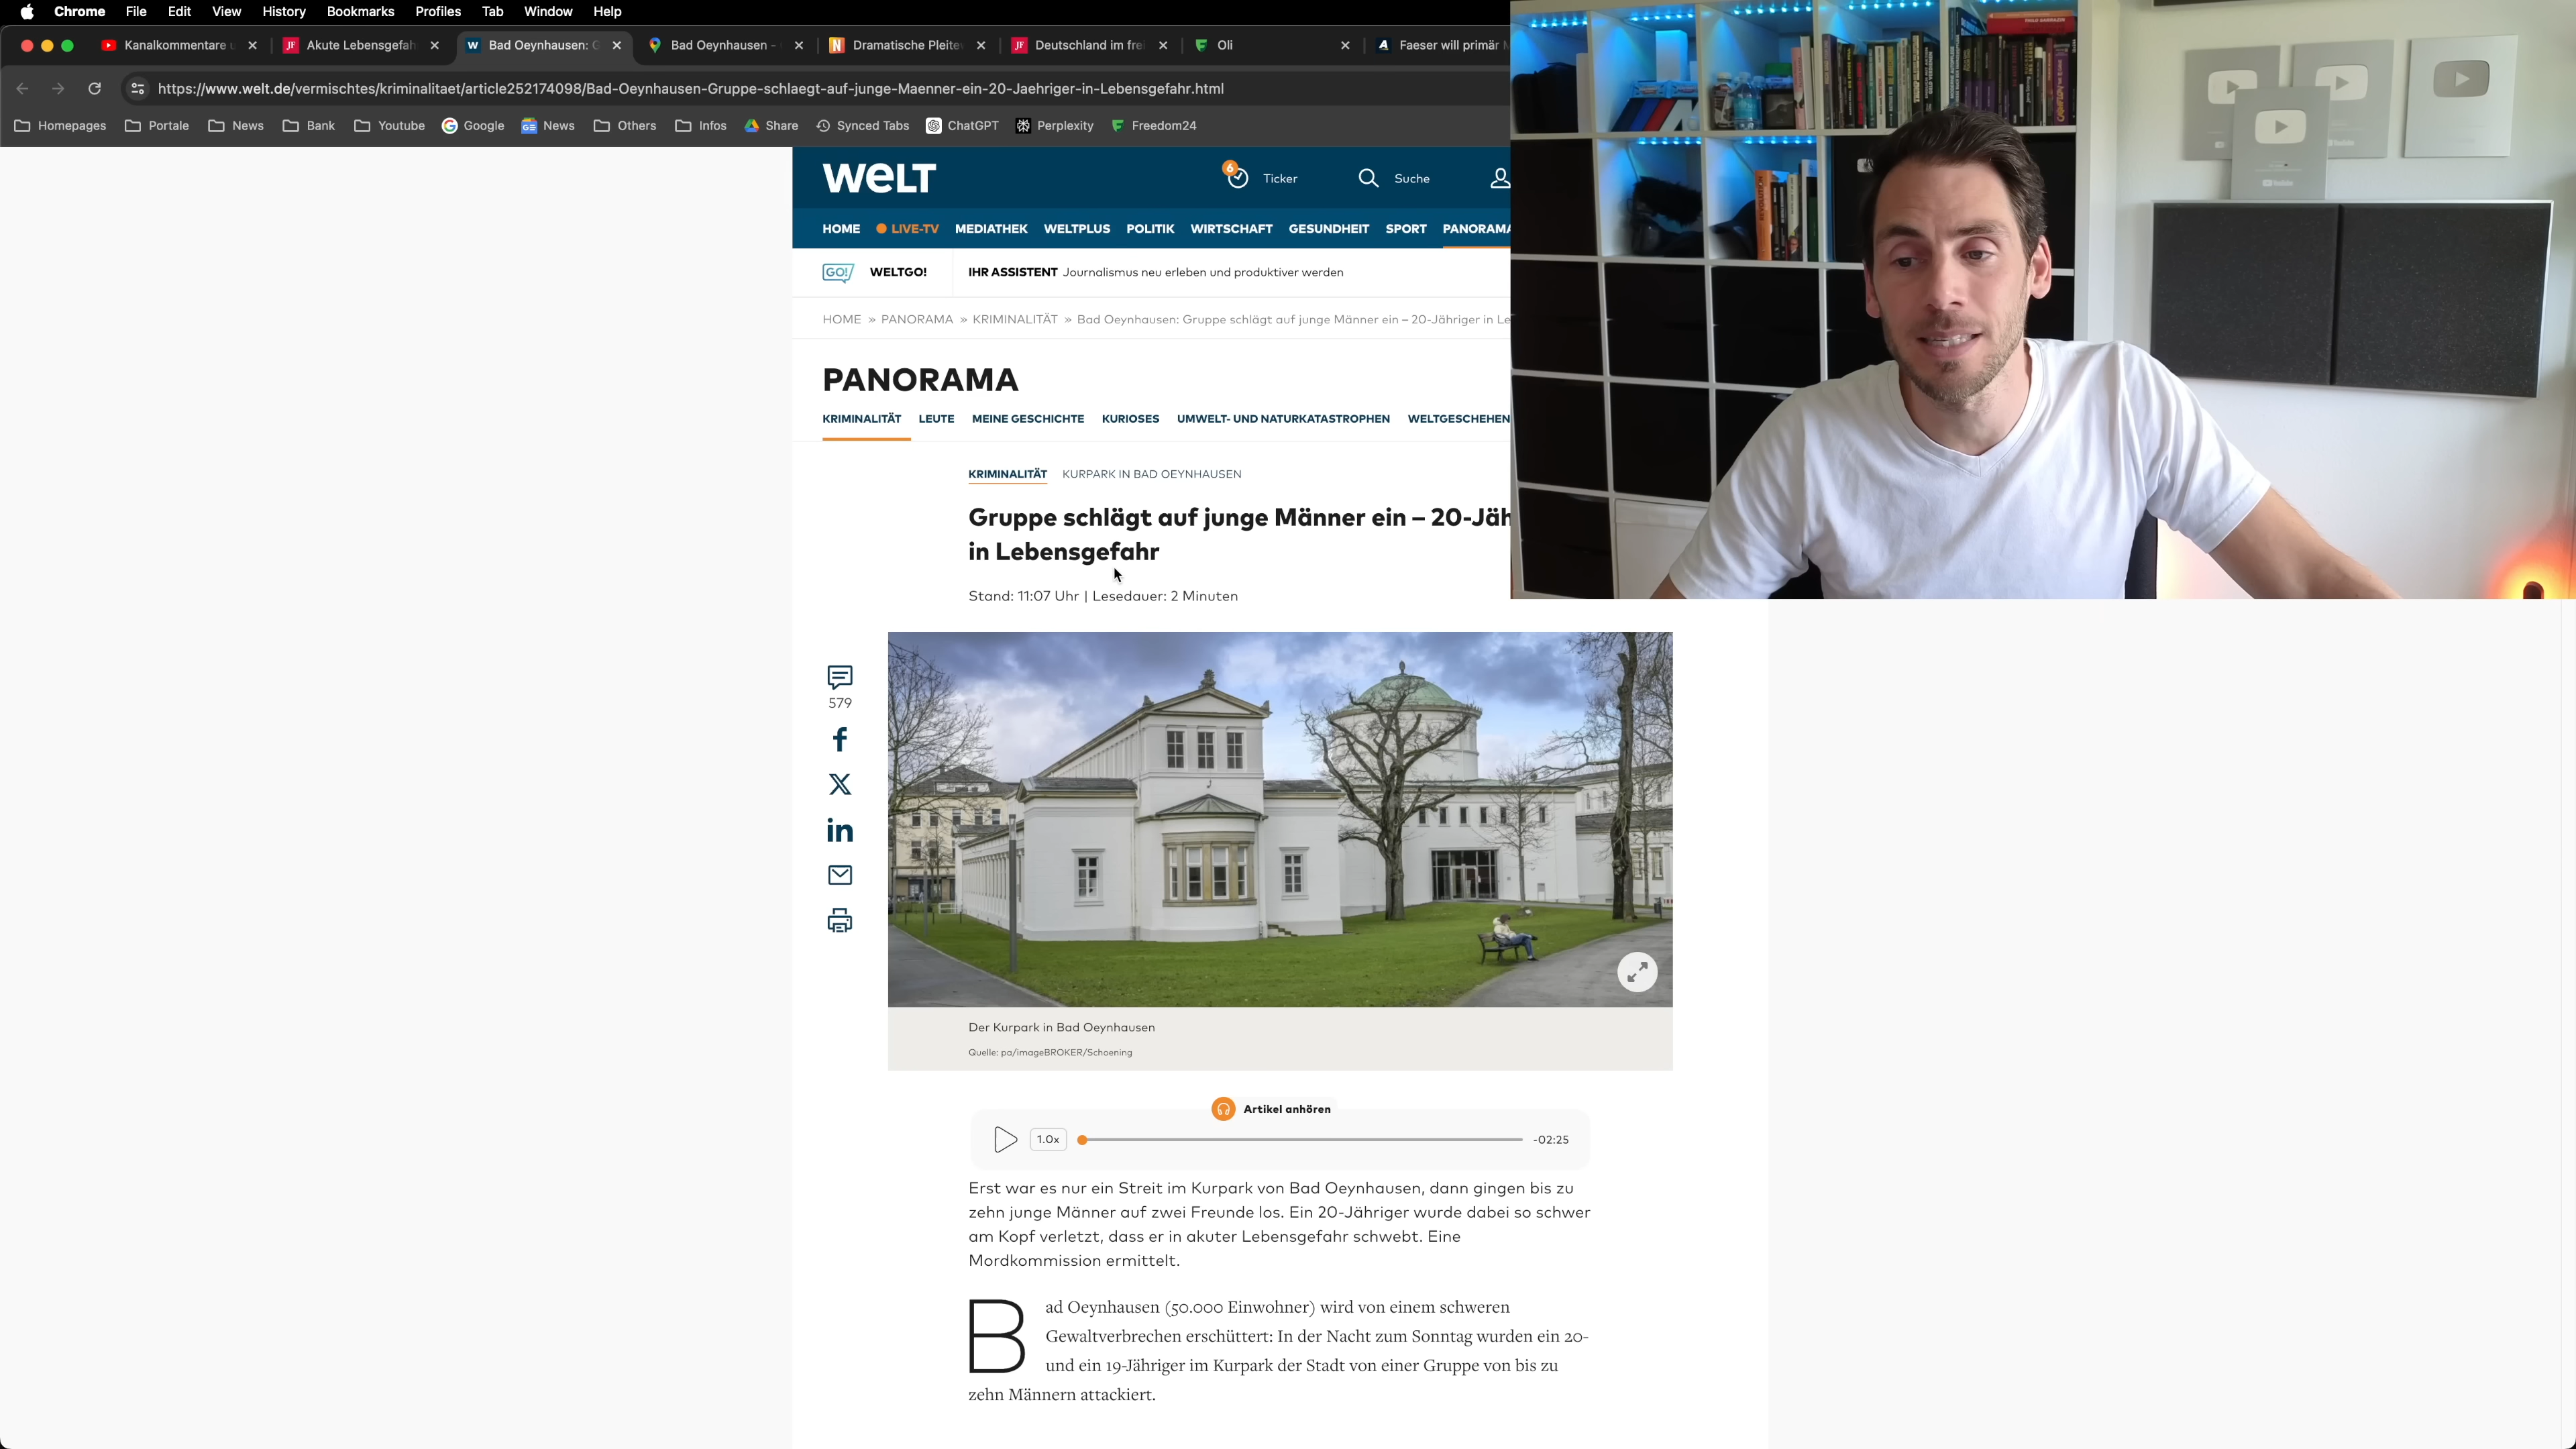 Chrome File Edit View History Bookmarks Profiles Tab Window Help
Kanalkommentare
JF Akute Lebensgefah
W Bad Oeynhausen: G
Bad Oeynhausen -
N Dramatische Pleite
JF Deutschland im frei
Oli
A Faeser will primär
https://www.welt.de/vermischtes/kriminalitaet/article252174098/Bad-Oeynhausen-Gruppe-schlaegt-auf-junge-Maenner-ein-20-Jaehriger-in-Lebensgefahr.html
Homepages Portale News Bank Youtube Google News Others Infos Share Synced Tabs ChatGPT Perplexity Freedom24
WELT
6 Ticker Suche
HOME LIVE-TV MEDIATHEK WELTPLUS POLITIK WIRTSCHAFT GESUNDHEIT SPORT PANORAMA
GO! WELTGO! IHR ASSISTENT Journalismus neu erleben und produktiver werden
HOME » PANORAMA » KRIMINALITÄT » Bad Oeynhausen: Gruppe schlägt auf junge Männer ein – 20-Jähriger in Le
PANORAMA
KRIMINALITÄT LEUTE MEINE GESCHICHTE KURIOSES UMWELT- UND NATURKATASTROPHEN WELTGESCHEHEN
KRIMINALITÄT KURPARK IN BAD OEYNHAUSEN
Gruppe schlägt auf junge Männer ein – 20-Jäh
in Lebensgefahr
Stand: 11:07 Uhr | Lesedauer: 2 Minuten
579
Der Kurpark in Bad Oeynhausen
Quelle: pa/imageBROKER/Schoening
Artikel anhören
1.0x -02:25
Erst war es nur ein Streit im Kurpark von Bad Oeynhausen, dann gingen bis zu
zehn junge Männer auf zwei Freunde los. Ein 20-Jähriger wurde dabei so schwer
am Kopf verletzt, dass er in akuter Lebensgefahr schwebt. Eine
Mordkommission ermittelt.
Bad Oeynhausen (50.000 Einwohner) wird von einem schweren
Gewaltverbrechen erschüttert: In der Nacht zum Sonntag wurden ein 20-
und ein 19-Jähriger im Kurpark der Stadt von einer Gruppe von bis zu
zehn Männern attackiert.